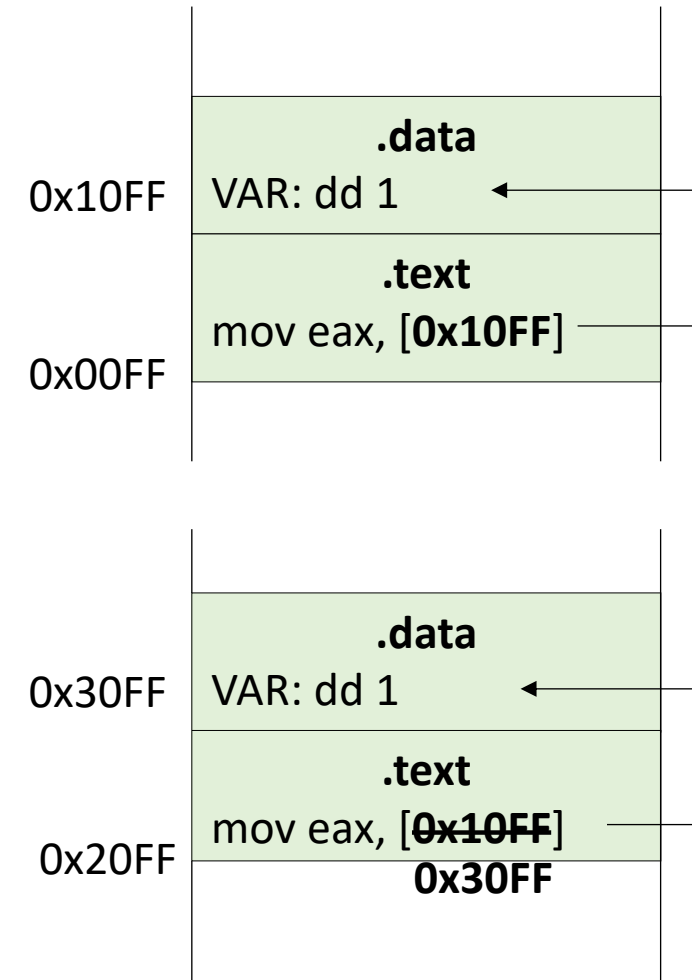 .data
0x10FF VAR: dd 1
.text
mov eax, [0x10FF]
0x00FF
.data
0x30FF VAR: dd 1
.text
mov eax, [0x10FF]
0x20FF
0x30FF